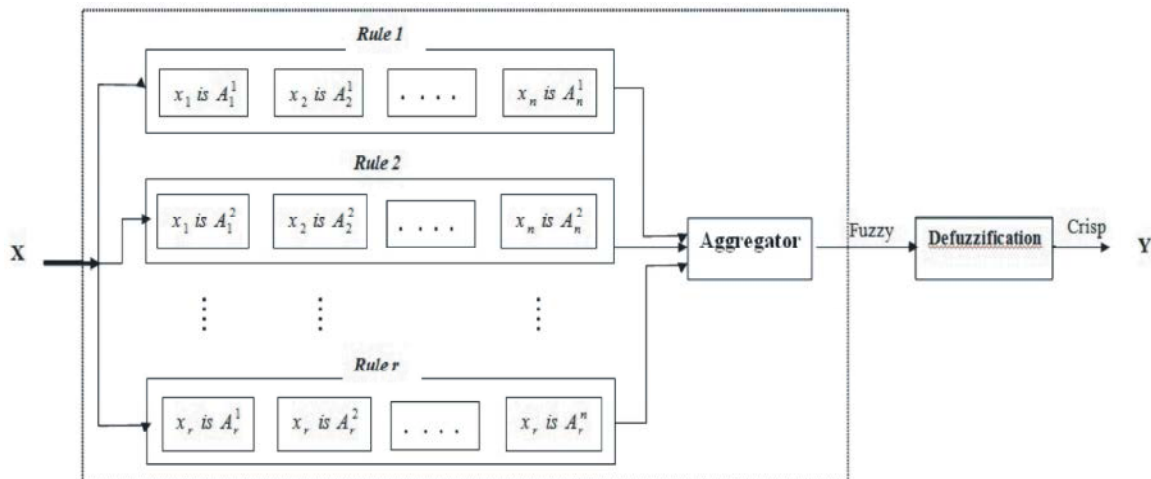 Rule 1
x₁ is A₁¹ x₂ is A₂¹ . . . . xₙ is Aₙ¹
Rule 2
x₁ is A₁² x₂ is A₂² . . . . xₙ is Aₙ²
X
Aggregator
Fuzzy
Defuzzification
Crisp
Y
Rule r
xᵣ is Aᵣ¹ xᵣ is Aᵣ² . . . . xᵣ is Aᵣⁿ